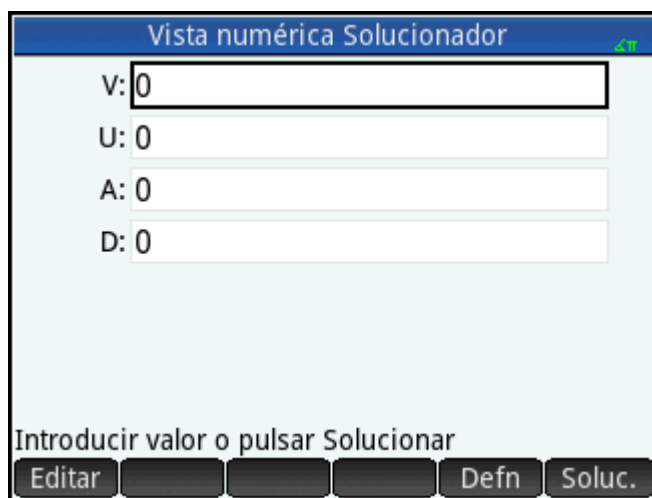 Vista numérica Solucionador
∡π
V: 0
U: 0
A: 0
D: 0
Introducir valor o pulsar Solucionar
Editar Defn Soluc.